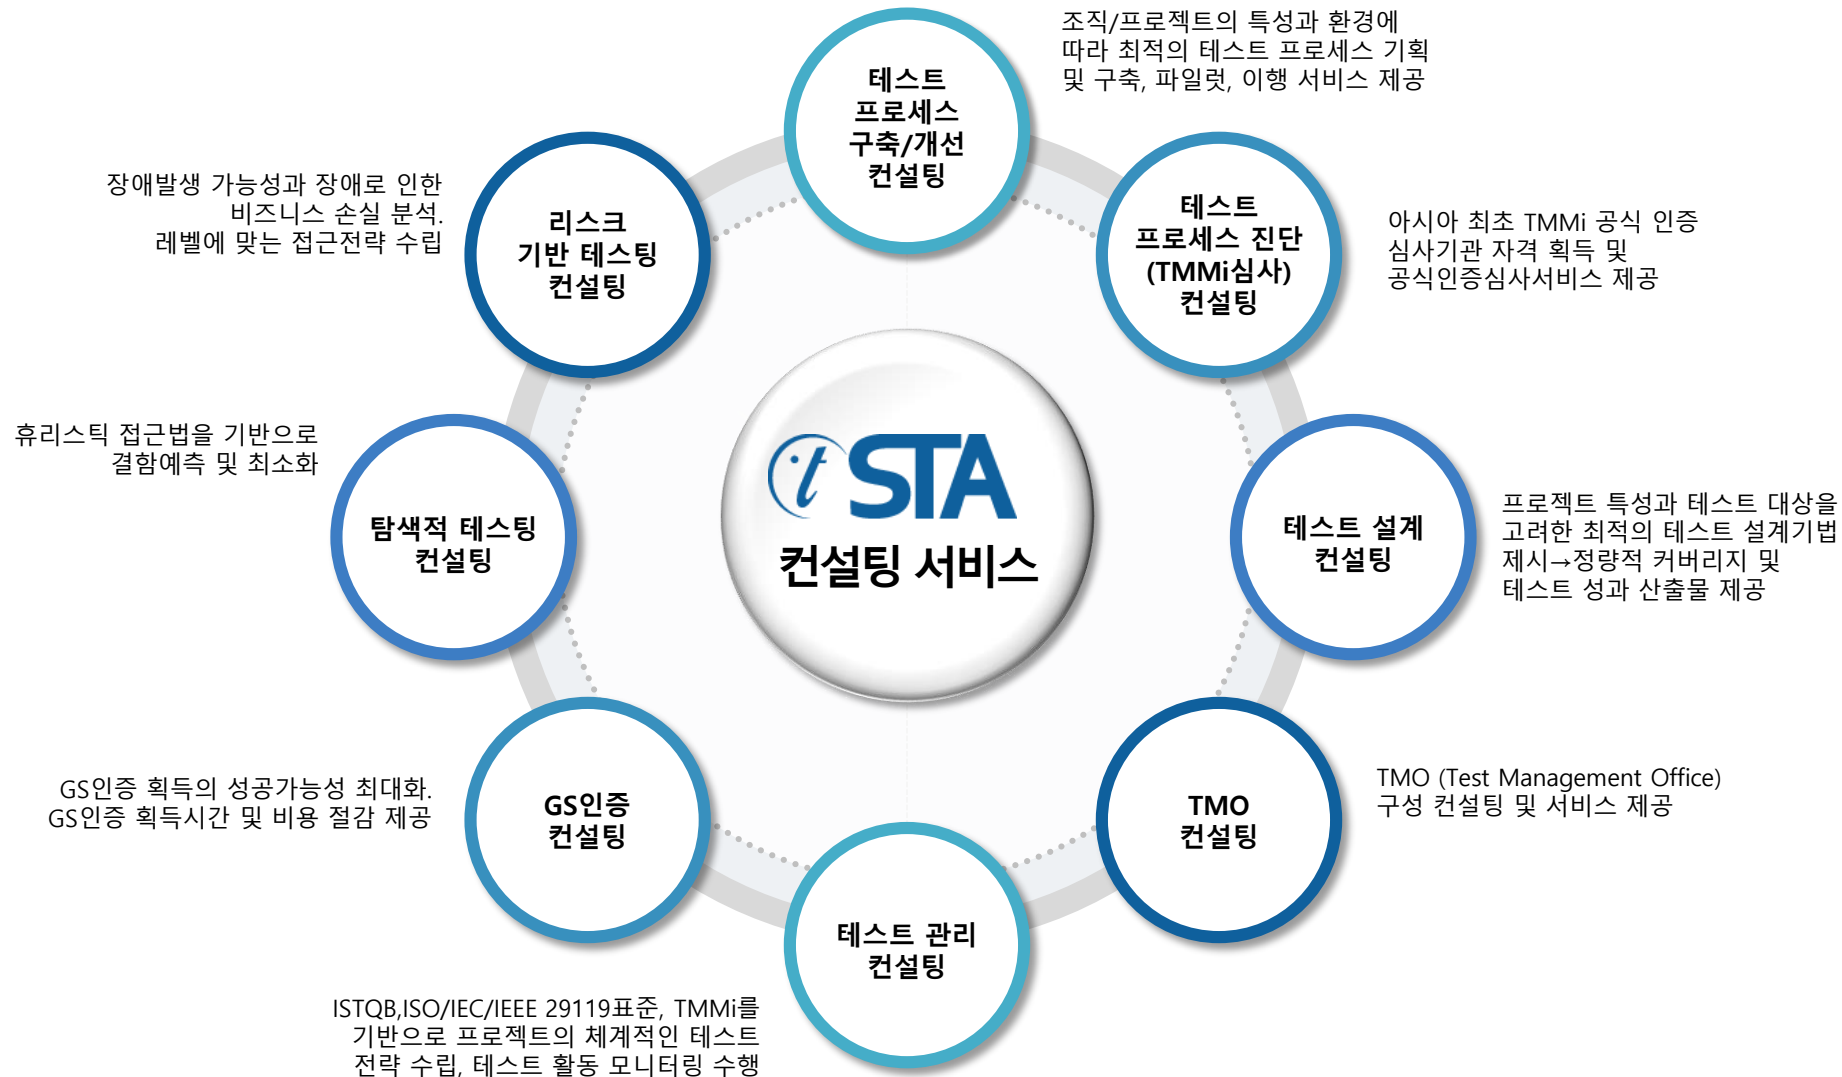 테스트
프로세스
구축/개선
컨설팅
조직/프로젝트의 특성과 환경에
따라 최적의 테스트 프로세스 기획
및 구축, 파일럿, 이행 서비스 제공
테스트
프로세스 진단
(TMMi심사)
컨설팅
아시아 최초 TMMi 공식 인증
심사기관 자격 획득 및
공식인증심사서비스 제공
테스트 설계
컨설팅
프로젝트 특성과 테스트 대상을
고려한 최적의 테스트 설계기법
제시→정량적 커버리지 및
테스트 성과 산출물 제공
TMO
컨설팅
TMO (Test Management Office)
구성 컨설팅 및 서비스 제공
테스트 관리
컨설팅
ISTQB,ISO/IEC/IEEE 29119표준, TMMi를
기반으로 프로젝트의 체계적인 테스트
전략 수립, 테스트 활동 모니터링 수행
GS인증
컨설팅
GS인증 획득의 성공가능성 최대화.
GS인증 획득시간 및 비용 절감 제공
탐색적 테스팅
컨설팅
휴리스틱 접근법을 기반으로
결함예측 및 최소화
리스크
기반 테스팅
컨설팅
장애발생 가능성과 장애로 인한
비즈니스 손실 분석.
레벨에 맞는 접근전략 수립
t STA
컨설팅 서비스